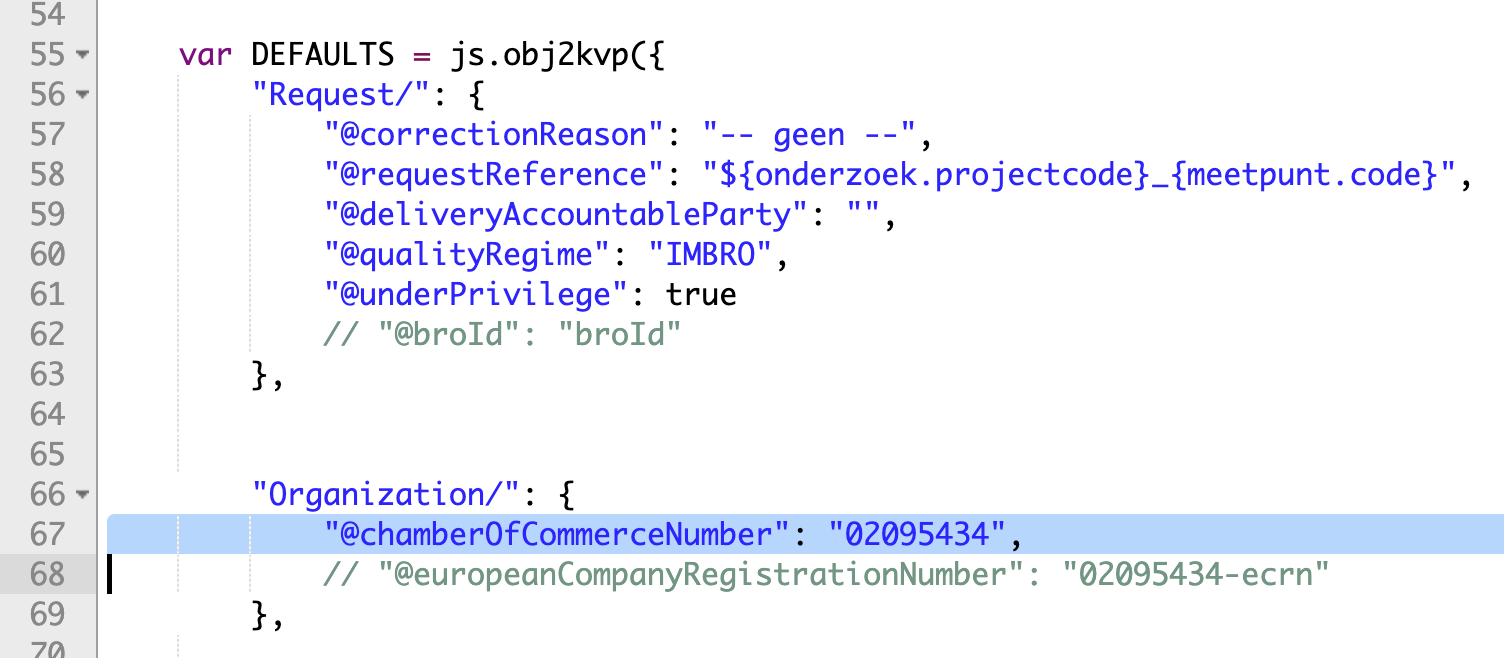 54
55 var DEFAULTS = js.obj2kvp({
56 "Request/": {
57 "@correctionReason": "-- geen --",
58 "@requestReference": "${onderzoek.projectcode}_{meetpunt.code}",
59 "@deliveryAccountableParty": "",
60 "@qualityRegime": "IMBRO",
61 "@underPrivilege": true
62 // "@broId": "broId"
63 },
64
65
66 "Organization/": {
67 "@chamberOfCommerceNumber": "02095434",
68 // "@europeanCompanyRegistrationNumber": "02095434-ecrn"
69 },
70